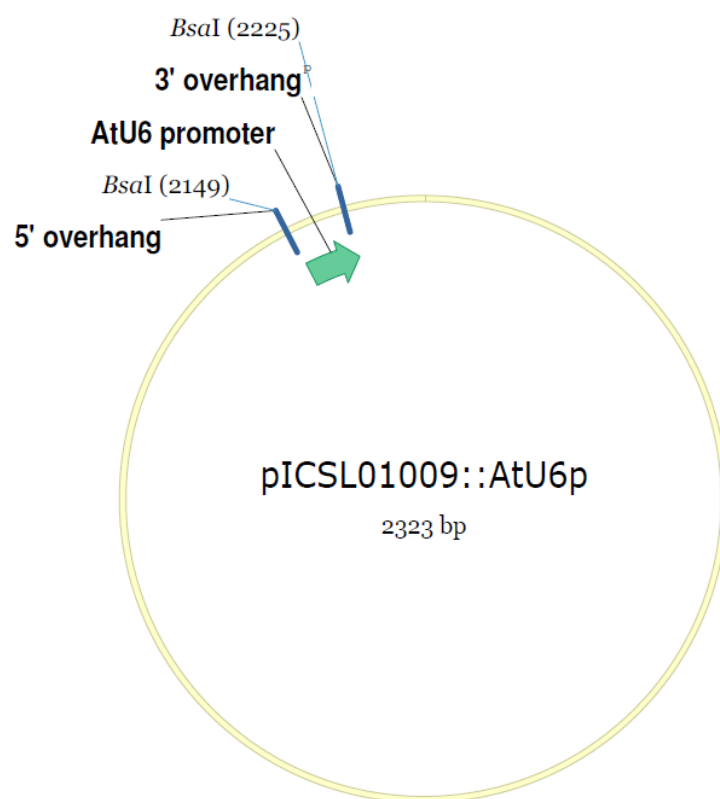 BsaI (2225)
3' overhang
AtU6 promoter
BsaI (2149)
5' overhang
pICSL01009::AtU6p
2323 bp